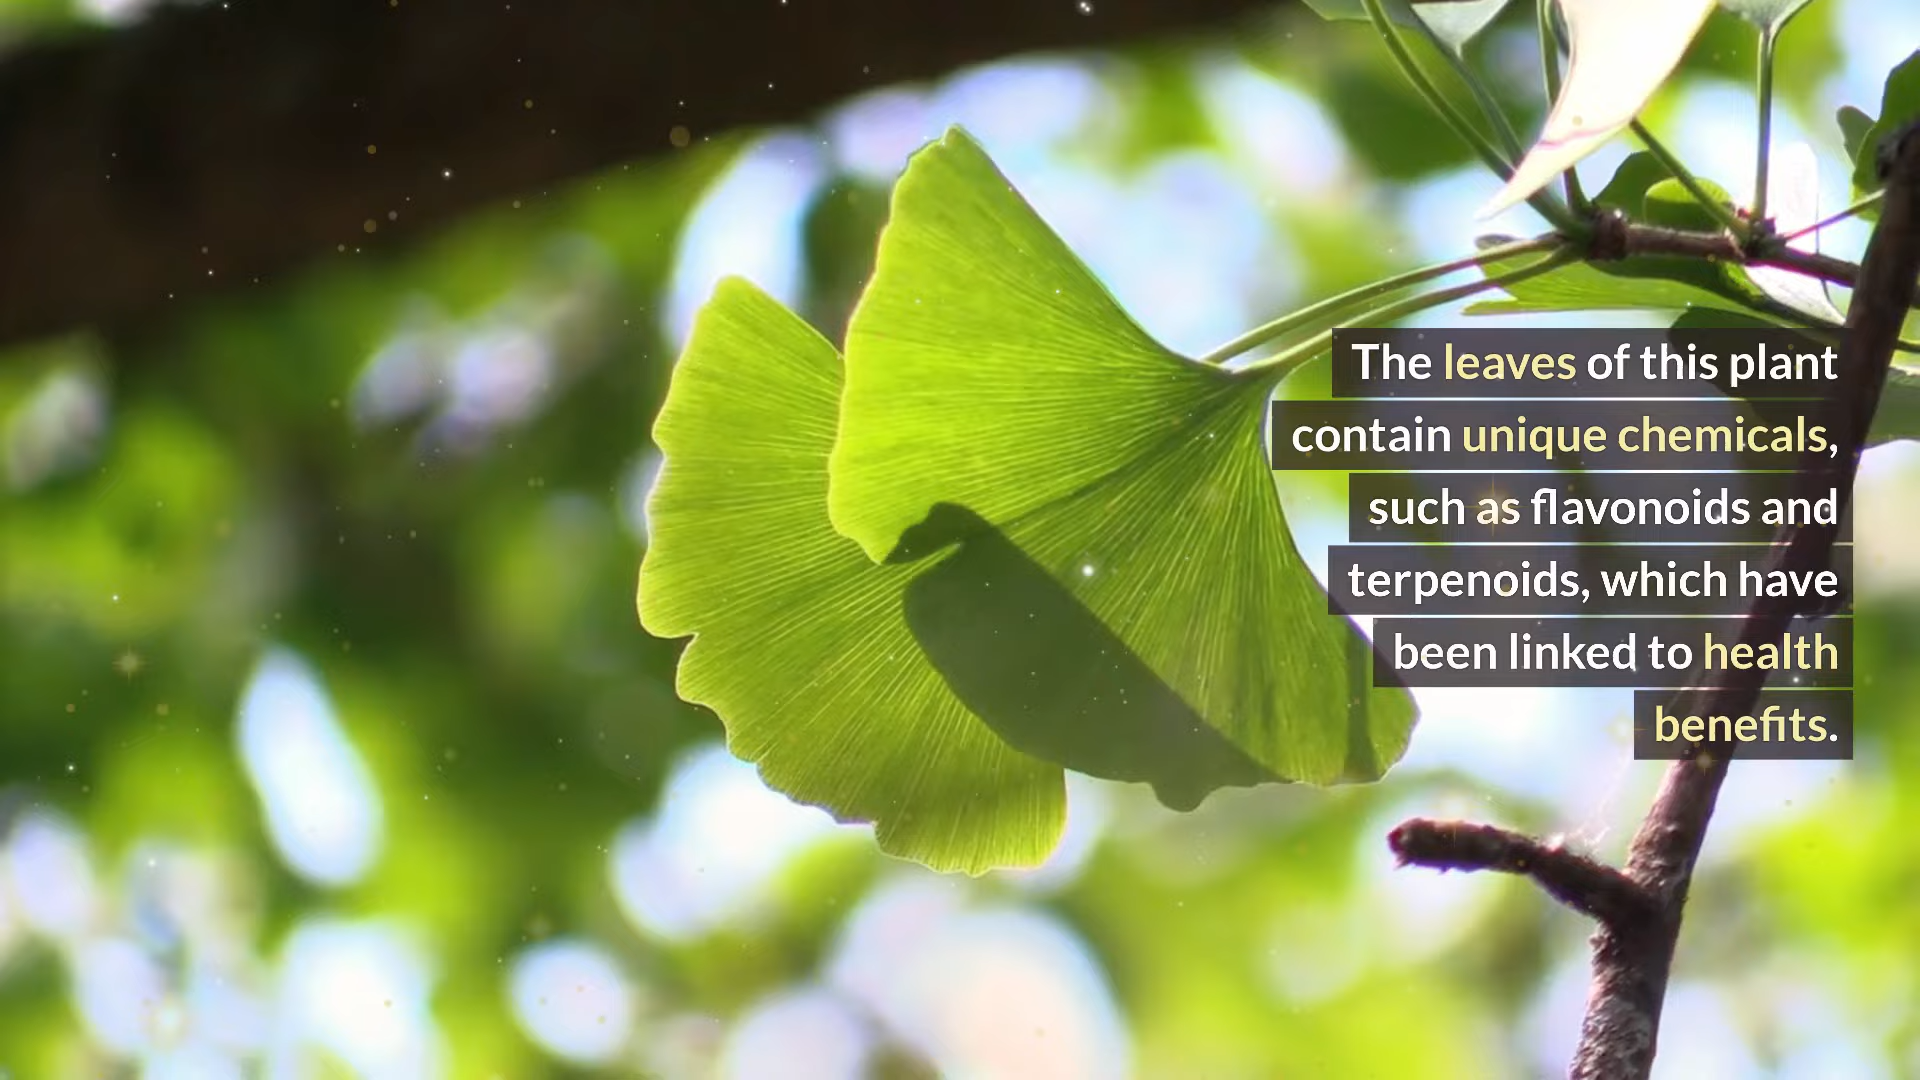 The leaves of this plant
contain unique chemicals,
such as flavonoids and
terpenoids, which have
been linked to health
benefits.